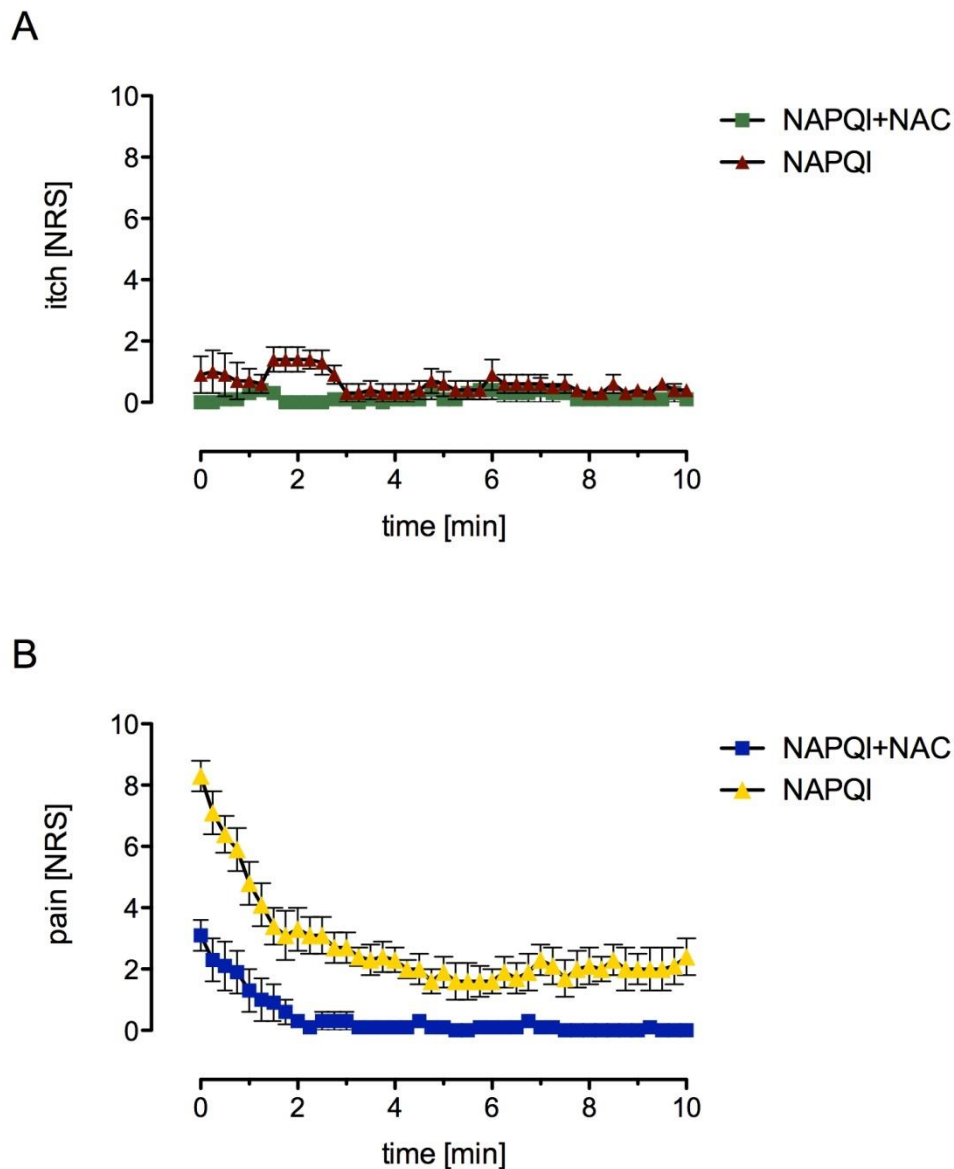 A
10
8
6
4
2
0
itch [NRS]
NAPQI+NAC
NAPQI
0 2 4 6 8 10
time [min]
B
10
8
6
4
2
0
pain [NRS]
NAPQI+NAC
NAPQI
0 2 4 6 8 10
time [min]